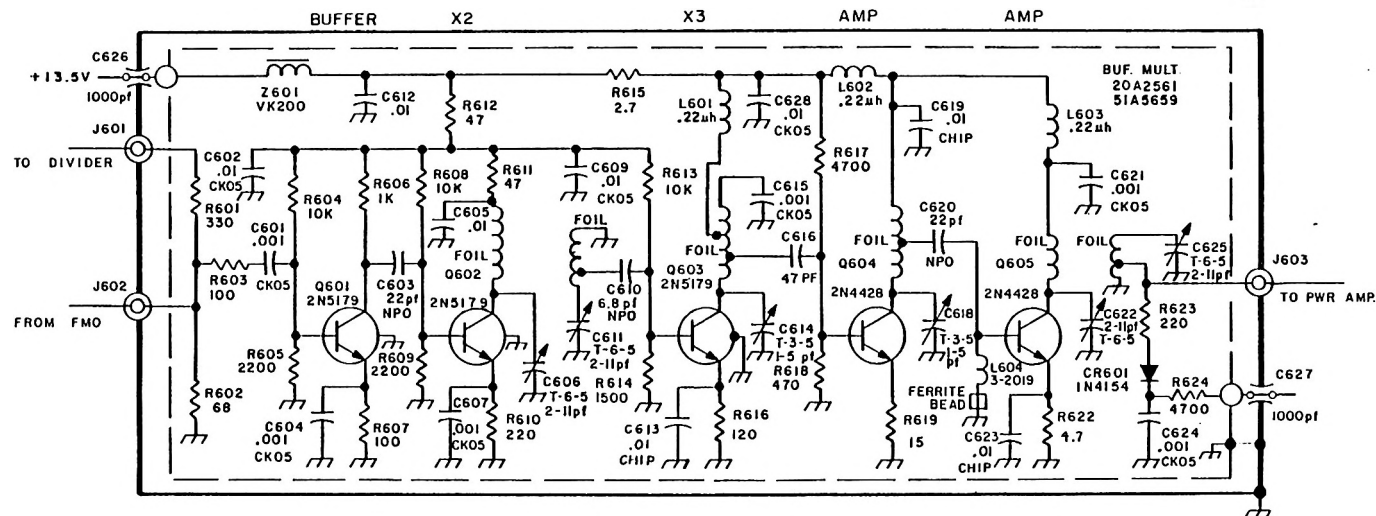 BUFFER X2 X3 AMP AMP
C626
+13.5V
1000pf
Z601
VK200
C612
.01
R612
47
R615
2.7
L601
.22uh
C628
.01
CK05
L602
.22uh
C619
.01
CHIP
BUF. MULT.
20A2561
51A5659
L603
.22uh
J601
TO DIVIDER
C602
.01
CK05
R601
330
R604
10K
R606
1K
R608
10K
R611
47
C609
.01
CK05
R613
10K
C615
.001
CK05
R617
4700
C621
.001
CK05
C601
.001
CK05
R603
100
C605
.01
FOIL
Q602
2N5179
FOIL
FOIL
Q603
2N5179
C616
47 PF
FOIL
Q604
2N4428
C620
22pf
NPO
FOIL
Q605
2N4428
FOIL
C625
T-6-5
2-11pf
J602
FROM FMO
Q601
2N5179
C603
22pf
NPO
C610
6.8pf
NPO
C611
T-6-5
2-11pf
C614
T-3-5
1-5 pf
C618
T-3-5
1-5
pf
C622
2-11pf
T-6-5
R623
220
J603
TO PWR AMP.
R605
2200
R602
68
R609
2200
C606
T-6-5
2-11pf
R614
1500
R618
470
L604
3-2019
FERRITE
BEAD
CR601
1N4154
R624
4700
C627
1000pf
C604
.001
CK05
R607
100
C607
.001
CK05
R610
220
C613
.01
CHIP
R616
120
R619
15
C623
.01
CHIP
R622
4.7
C624
.001
CK05